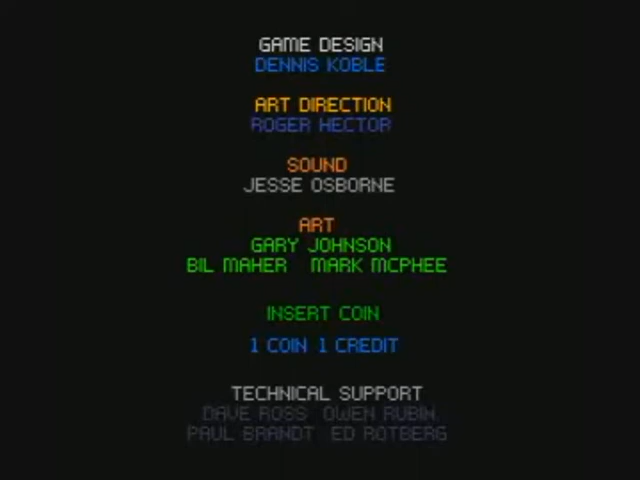 GAME DESIGN
DENNIS KOBLE
ART DIRECTION
ROGER HECTOR
SOUND
JESSE OSBORNE
ART
GARY JOHNSON
BIL MAHER MARK MCPHEE
INSERT COIN
1 COIN 1 CREDIT
TECHNICAL SUPPORT
DAVE ROSS OWEN RUBIN
PAUL BRANDT ED ROTBERG